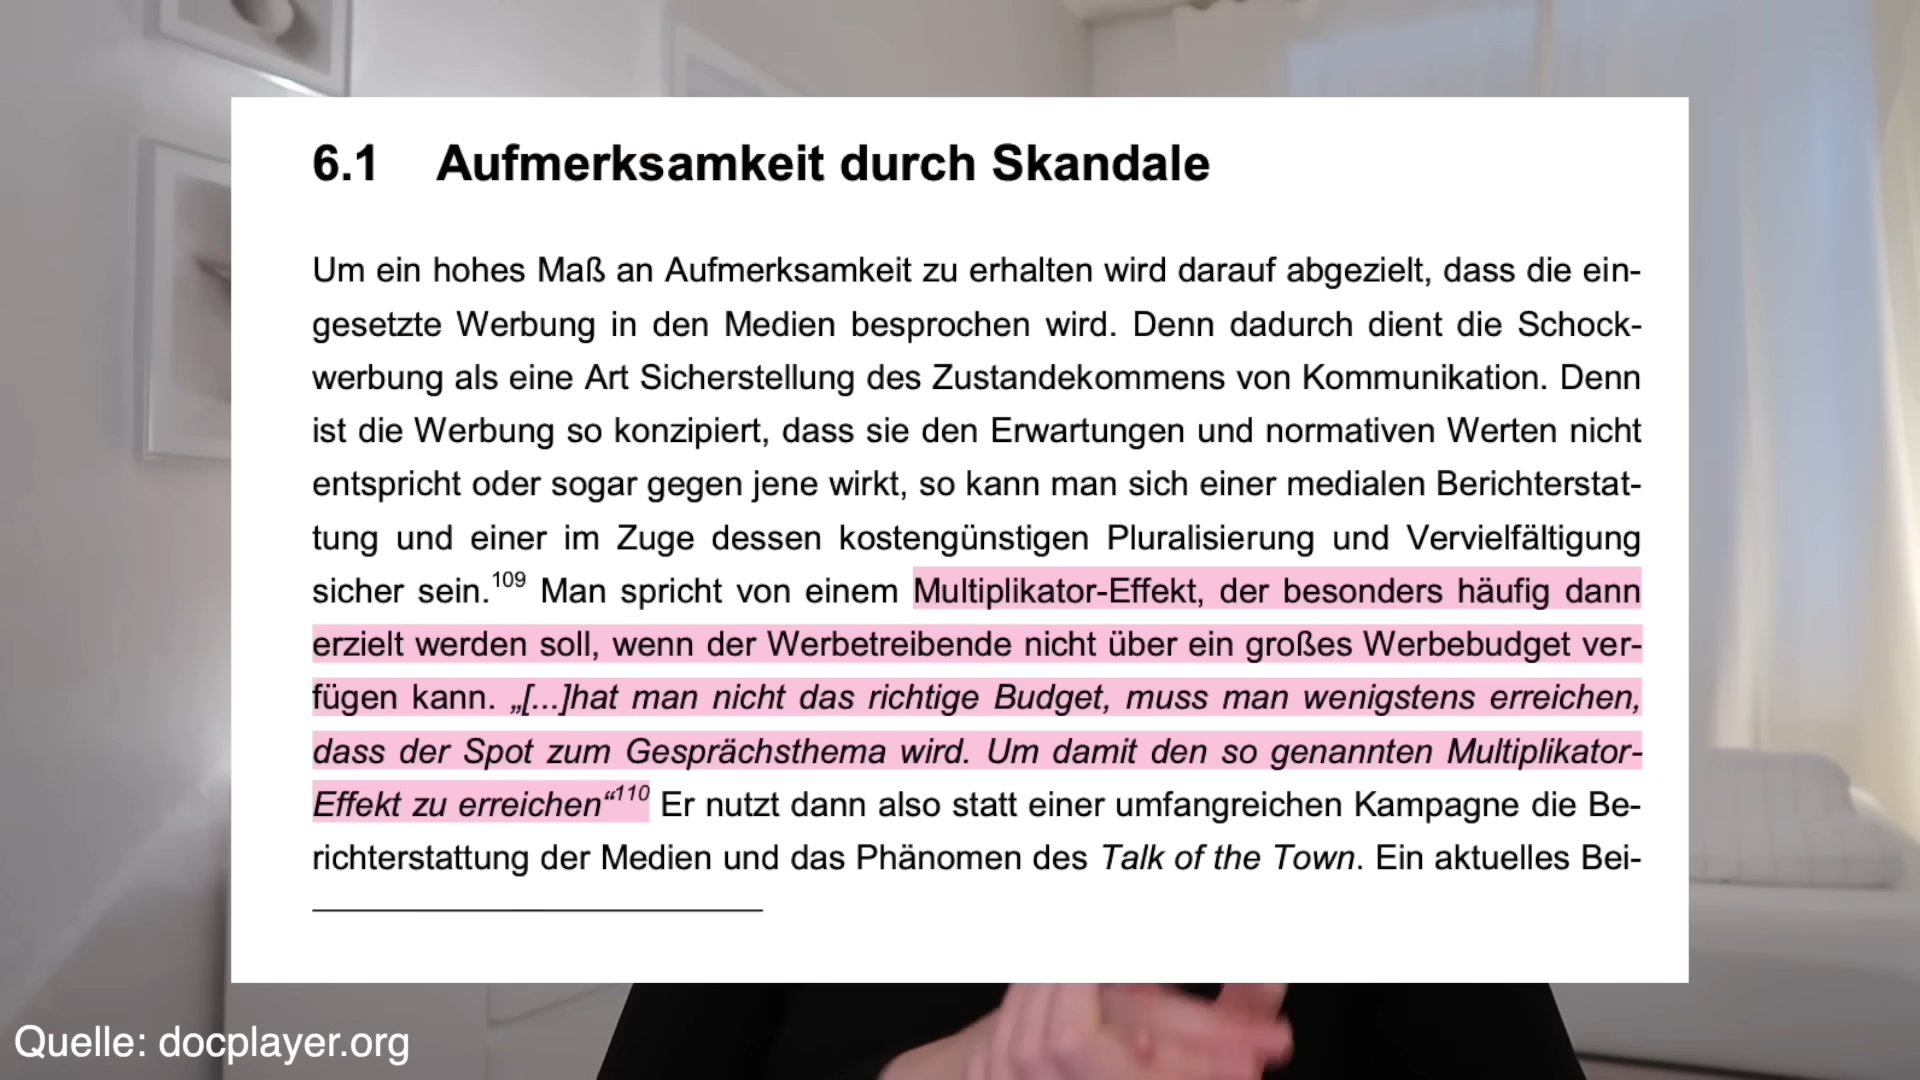 6.1 Aufmerksamkeit durch Skandale
Um ein hohes Maß an Aufmerksamkeit zu erhalten wird darauf abgezielt, dass die ein-
gesetzte Werbung in den Medien besprochen wird. Denn dadurch dient die Schock-
werbung als eine Art Sicherstellung des Zustandekommens von Kommunikation. Denn
ist die Werbung so konzipiert, dass sie den Erwartungen und normativen Werten nicht
entspricht oder sogar gegen jene wirkt, so kann man sich einer medialen Berichterstat-
tung und einer im Zuge dessen kostengünstigen Pluralisierung und Vervielfältigung
sicher sein.109 Man spricht von einem Multiplikator-Effekt, der besonders häufig dann
erzielt werden soll, wenn der Werbetreibende nicht über ein großes Werbebudget ver-
fügen kann. „[...]hat man nicht das richtige Budget, muss man wenigstens erreichen,
dass der Spot zum Gesprächsthema wird. Um damit den so genannten Multiplikator-
Effekt zu erreichen“110 Er nutzt dann also statt einer umfangreichen Kampagne die Be-
richterstattung der Medien und das Phänomen des Talk of the Town. Ein aktuelles Bei-
Quelle: docplayer.org